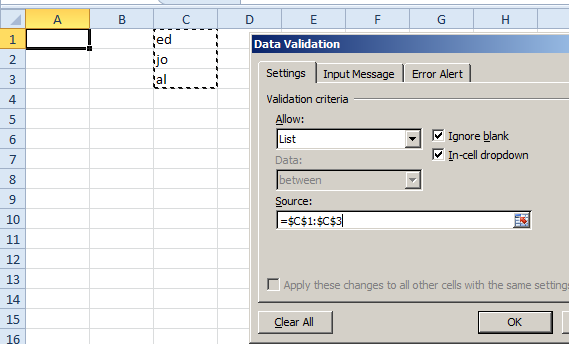 A B C D E F G H
1 ed
2 jo
3 al
4
5
6
7
8
9
10
11
12
13
14
15
16
Data Validation
Settings Input Message Error Alert
Validation criteria
Allow:
List
Ignore blank
Data:
In-cell dropdown
between
Source:
=$C$1:$C$3
Apply these changes to all other cells with the same settings
Clear All OK